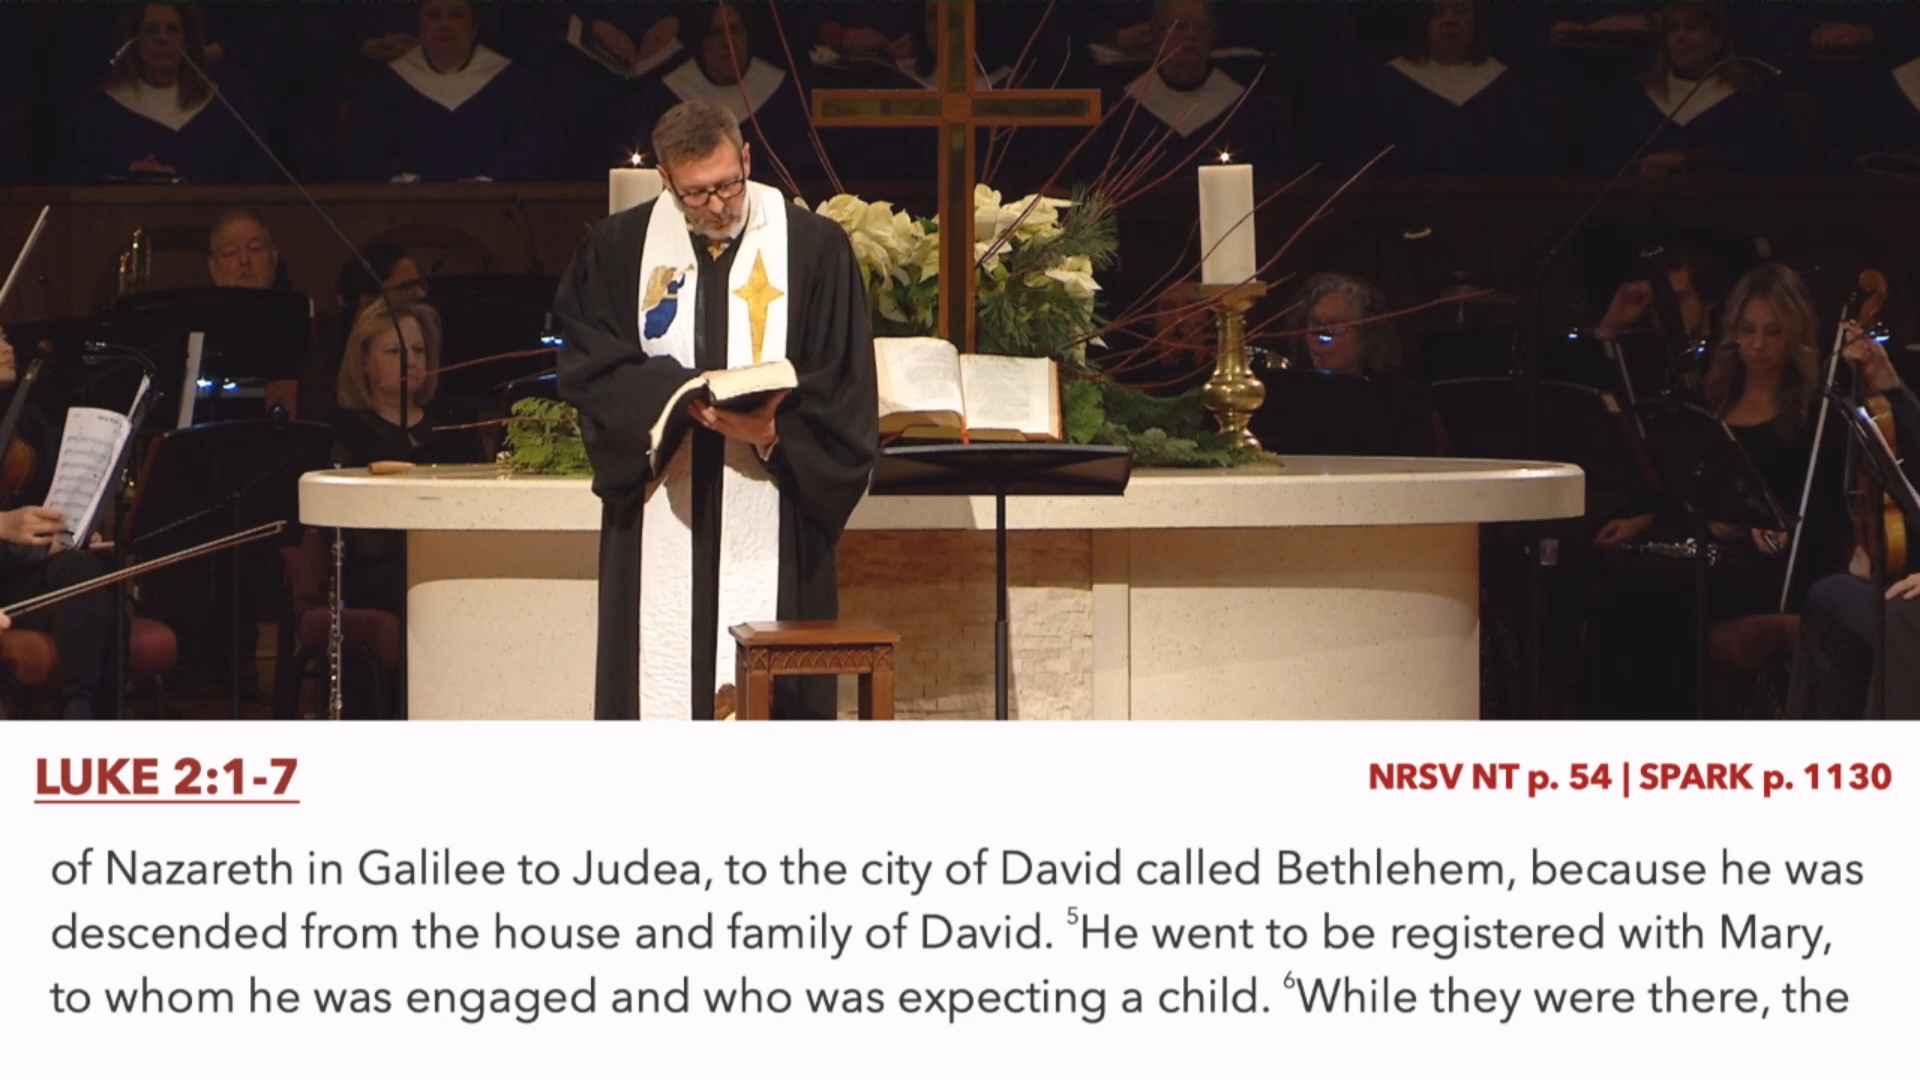 LUKE 2:1-7
NRSV NT p. 54 | SPARK p. 1130
of Nazareth in Galilee to Judea, to the city of David called Bethlehem, because he was
descended from the house and family of David. ⁵He went to be registered with Mary,
to whom he was engaged and who was expecting a child. ⁶While they were there, the